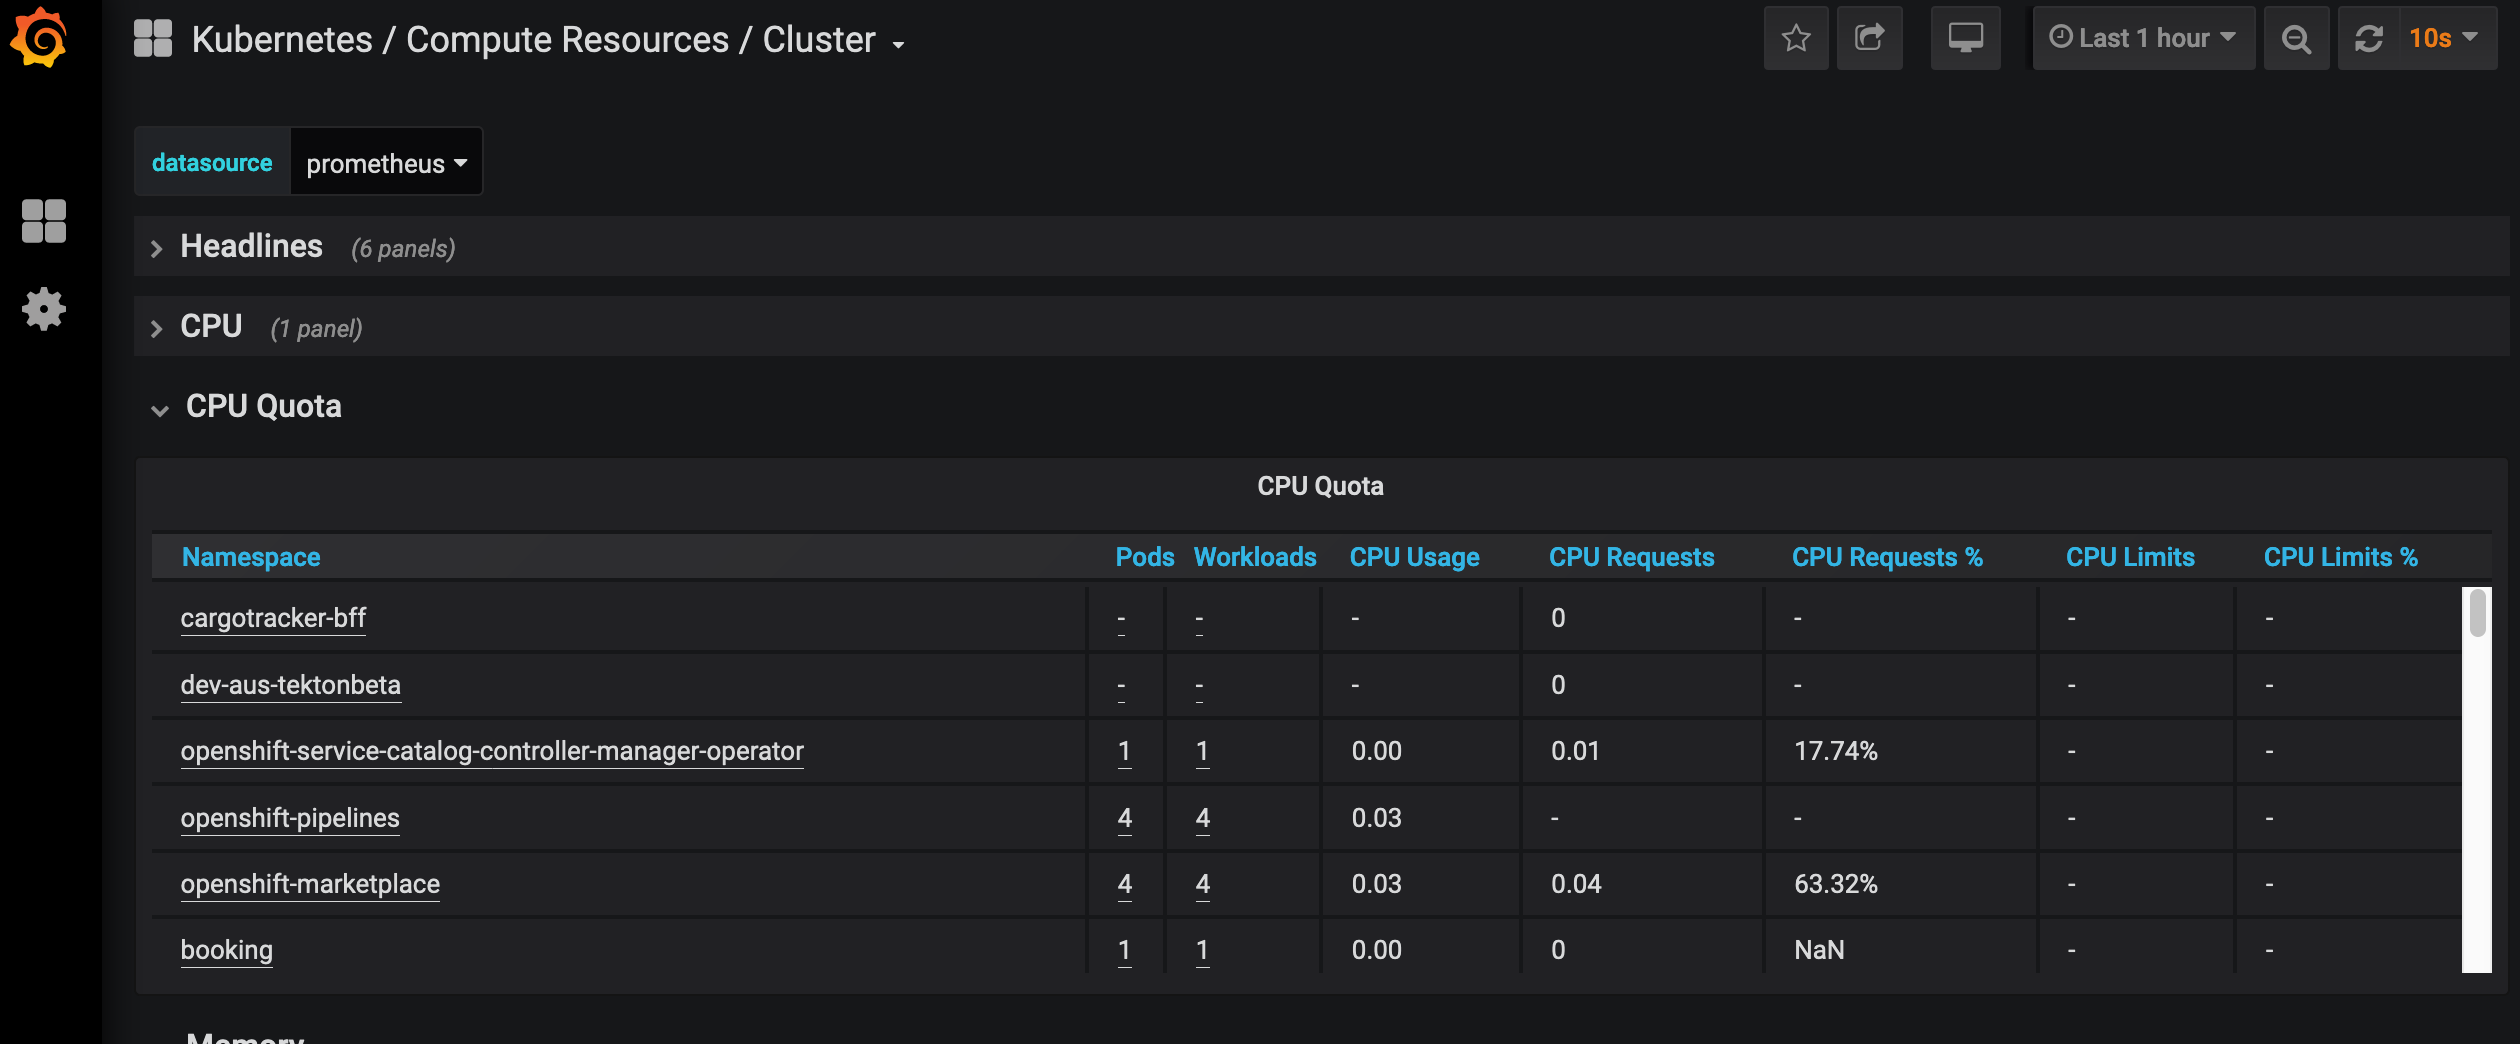 Kubernetes / Compute Resources / Cluster
Last 1 hour
10s
datasource prometheus
Headlines (6 panels)
CPU (1 panel)
CPU Quota
CPU Quota
Namespace Pods Workloads CPU Usage CPU Requests CPU Requests % CPU Limits CPU Limits %
cargotracker-bff - - - 0 - - -
dev-aus-tektonbeta - - - 0 - - -
openshift-service-catalog-controller-manager-operator 1 1 0.00 0.01 17.74% - -
openshift-pipelines 4 4 0.03 - - - -
openshift-marketplace 4 4 0.03 0.04 63.32% - -
booking 1 1 0.00 0 NaN - -
Memory